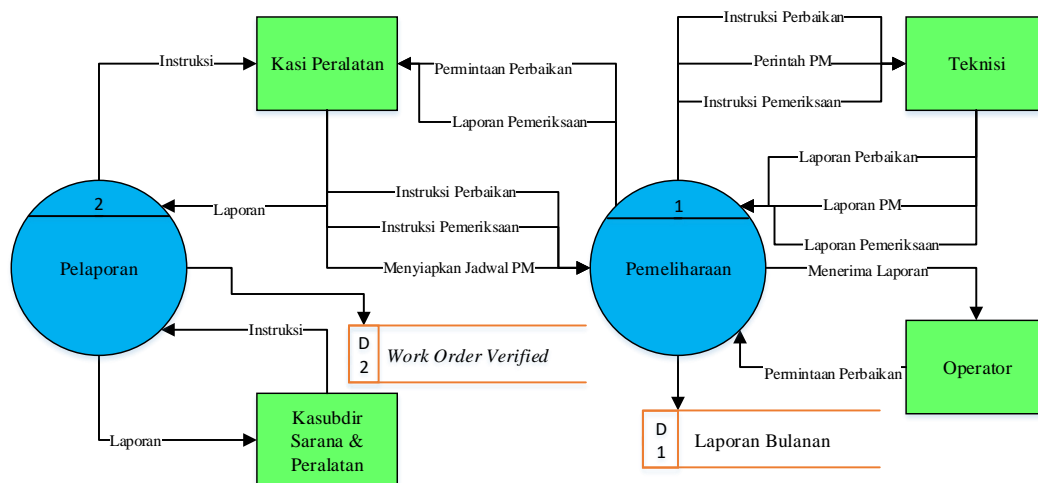 Instruksi Perbaikan
Instruksi
Kasi Peralatan
Permintaan Perbaikan
Perintah PM
Teknisi
Instruksi Pemeriksaan
Laporan Pemeriksaan
Laporan Perbaikan
2
Laporan
Instruksi Perbaikan
1
Laporan PM
Instruksi Pemeriksaan
Laporan Pemeriksaan
Pelaporan
Menyiapkan Jadwal PM
Pemeliharaan
Menerima Laporan
Instruksi
D
2
Work Order Verified
Permintaan Perbaikan
Operator
Kasubdir
Sarana &
Peralatan
Laporan
D
1
Laporan Bulanan